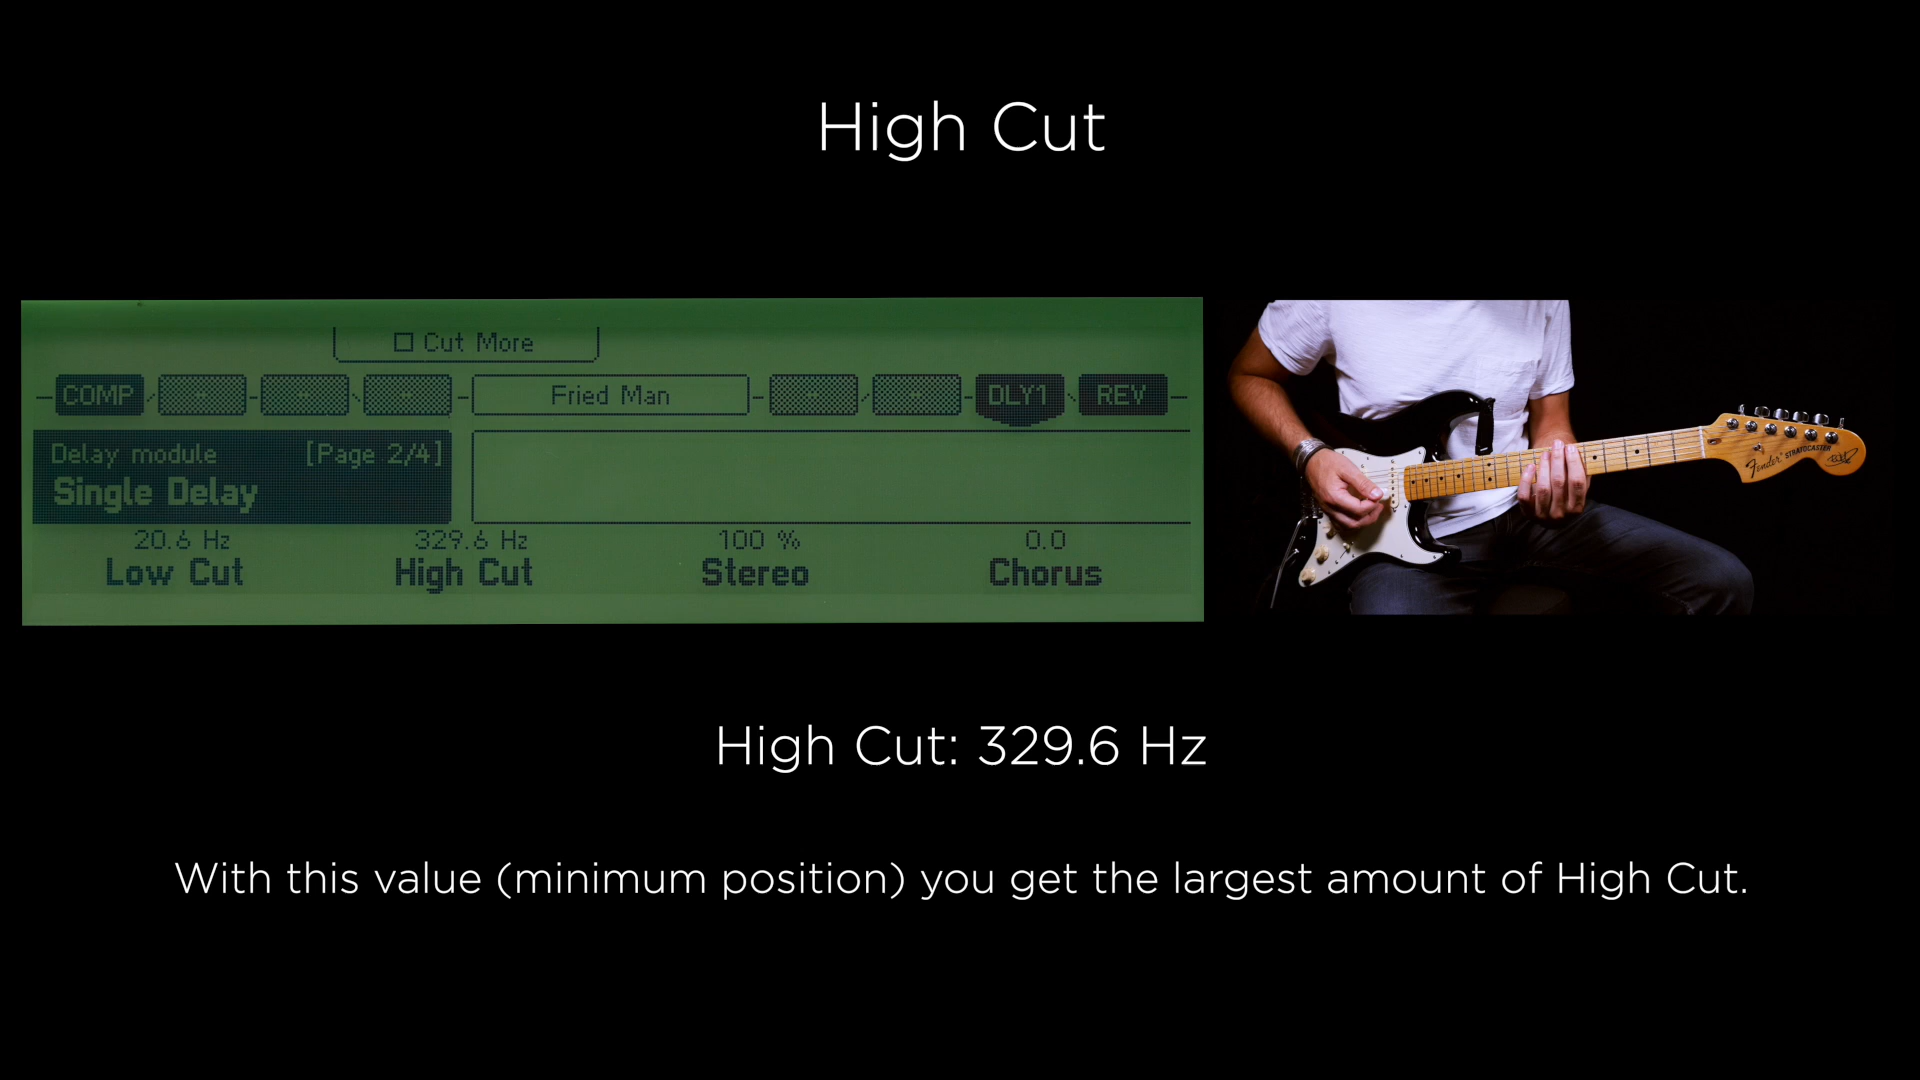 High Cut
Cut More
COMP
Fried Man
DLY1
REV
Delay module [Page 2/4]
Single Delay
20.6 Hz 329.6 Hz 100 % 0.0
Low Cut High Cut Stereo Chorus
Fender STRATOCASTER
High Cut: 329.6 Hz
With this value (minimum position) you get the largest amount of High Cut.